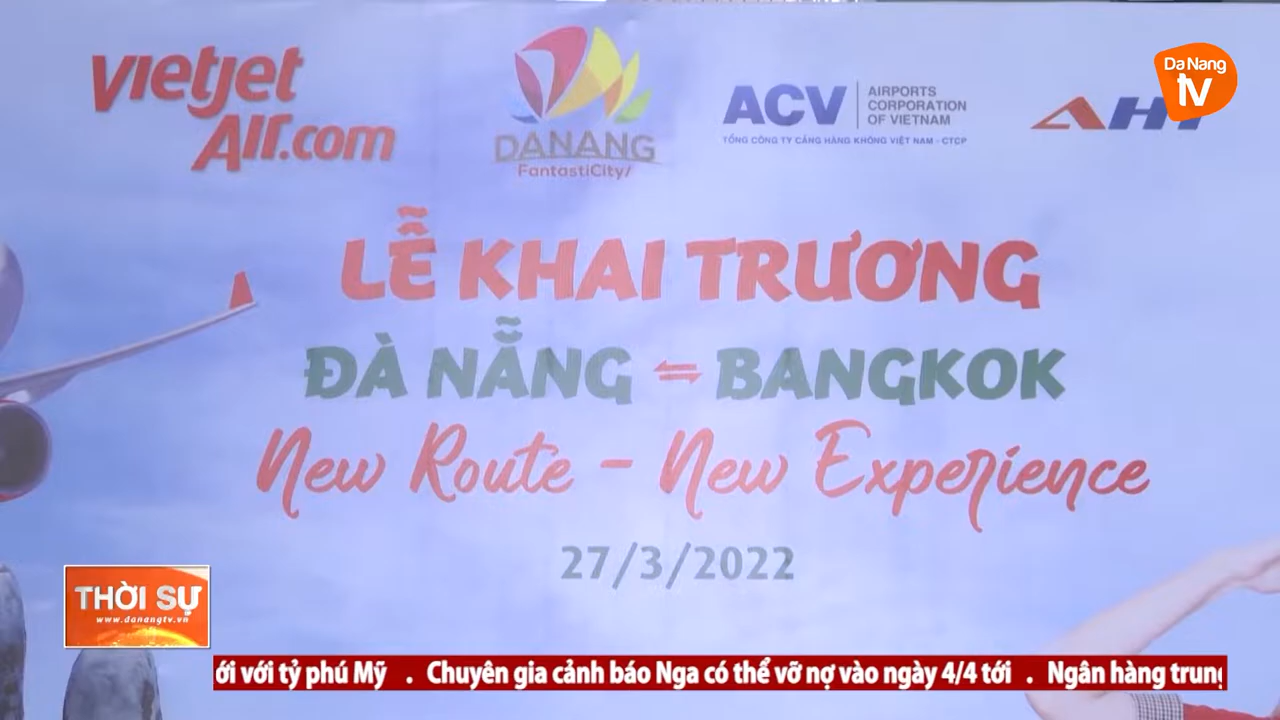 vietjet
Air.com
DANANG
FantastiCity/
ACV
AIRPORTS
CORPORATION
OF VIETNAM
TỔNG CÔNG TY CẢNG HÀNG KHÔNG VIỆT NAM - CTCP
Da Nang
tv
LỄ KHAI TRƯƠNG
ĐÀ NẴNG ⇌ BANGKOK
New Route - New Experience
27/3/2022
THỜI SỰ
www.danangtv.vn
với tỷ phú Mỹ . Chuyên gia cảnh báo Nga có thể vỡ nợ vào ngày 4/4 tới . Ngân hàng trung